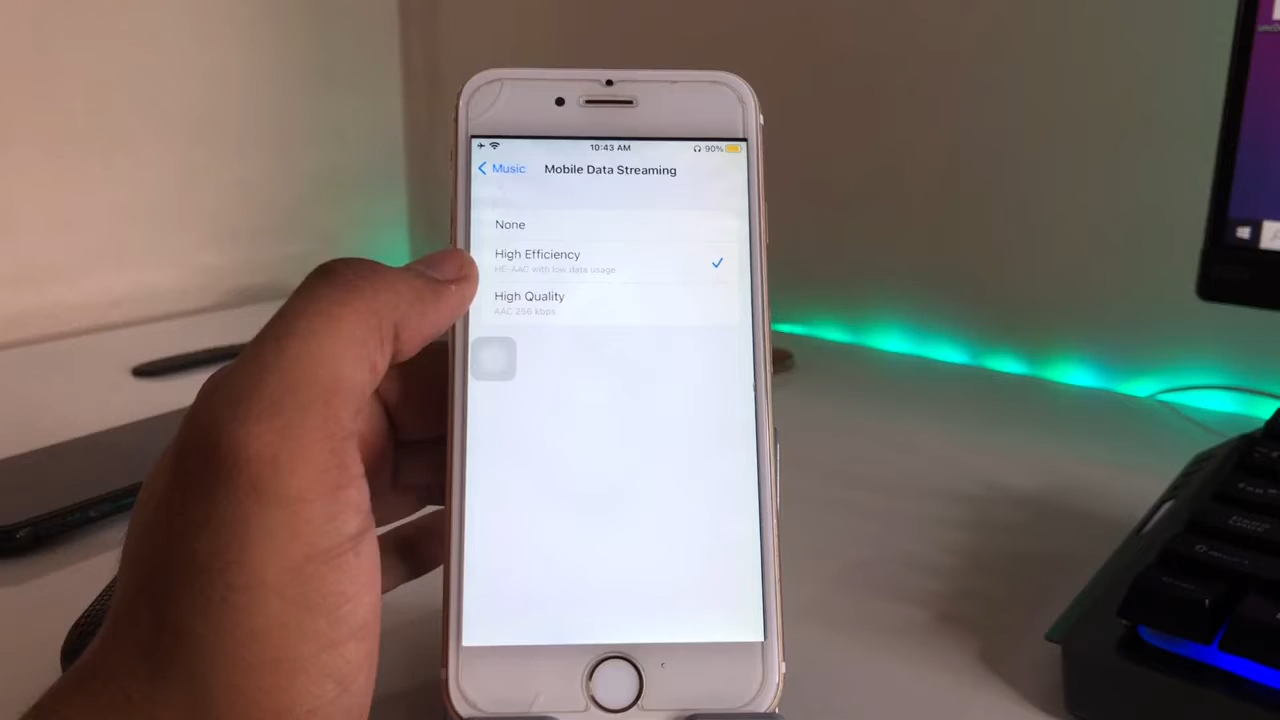 10:43 AM
90%
Music
Mobile Data Streaming
None
High Efficiency
HE-AAC with low data usage
High Quality
AAC 256 kbps